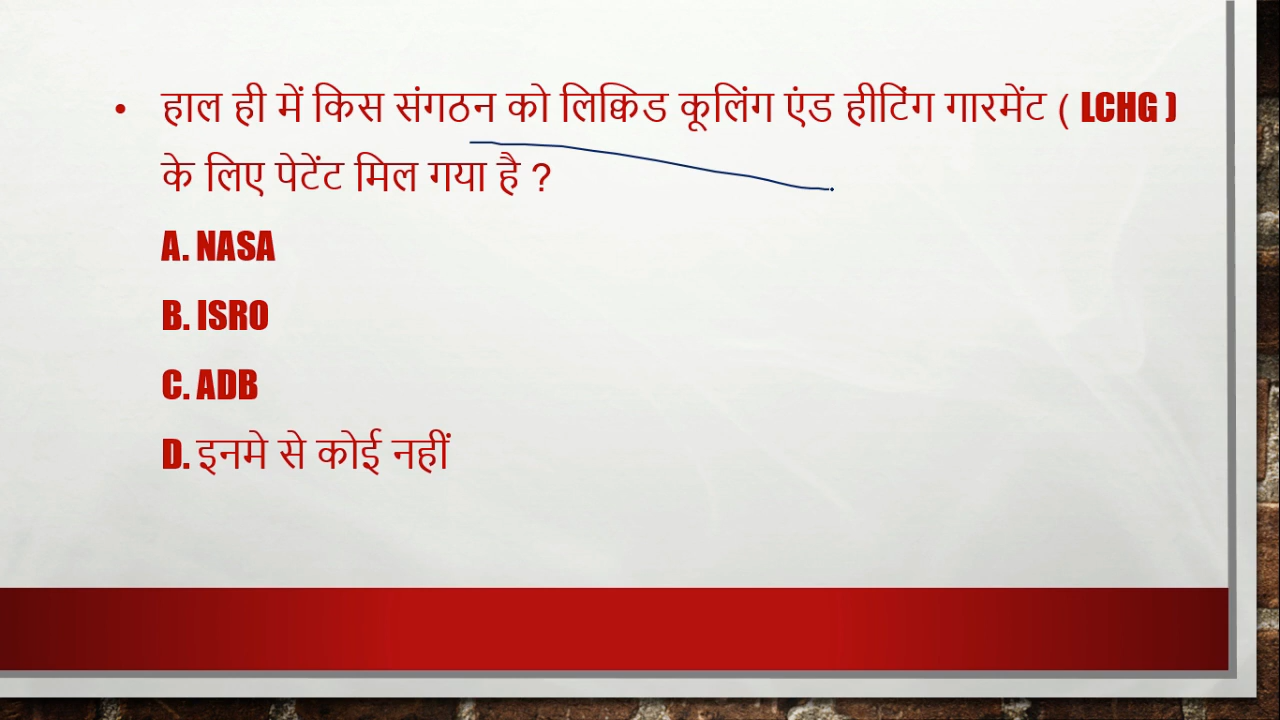 • हाल ही में किस संगठन को लिक्विड कूलिंग एंड हीटिंग गारमेंट ( LCHG )
के लिए पेटेंट मिल गया है ?
A. NASA
B. ISRO
C. ADB
D. इनमे से कोई नहीं